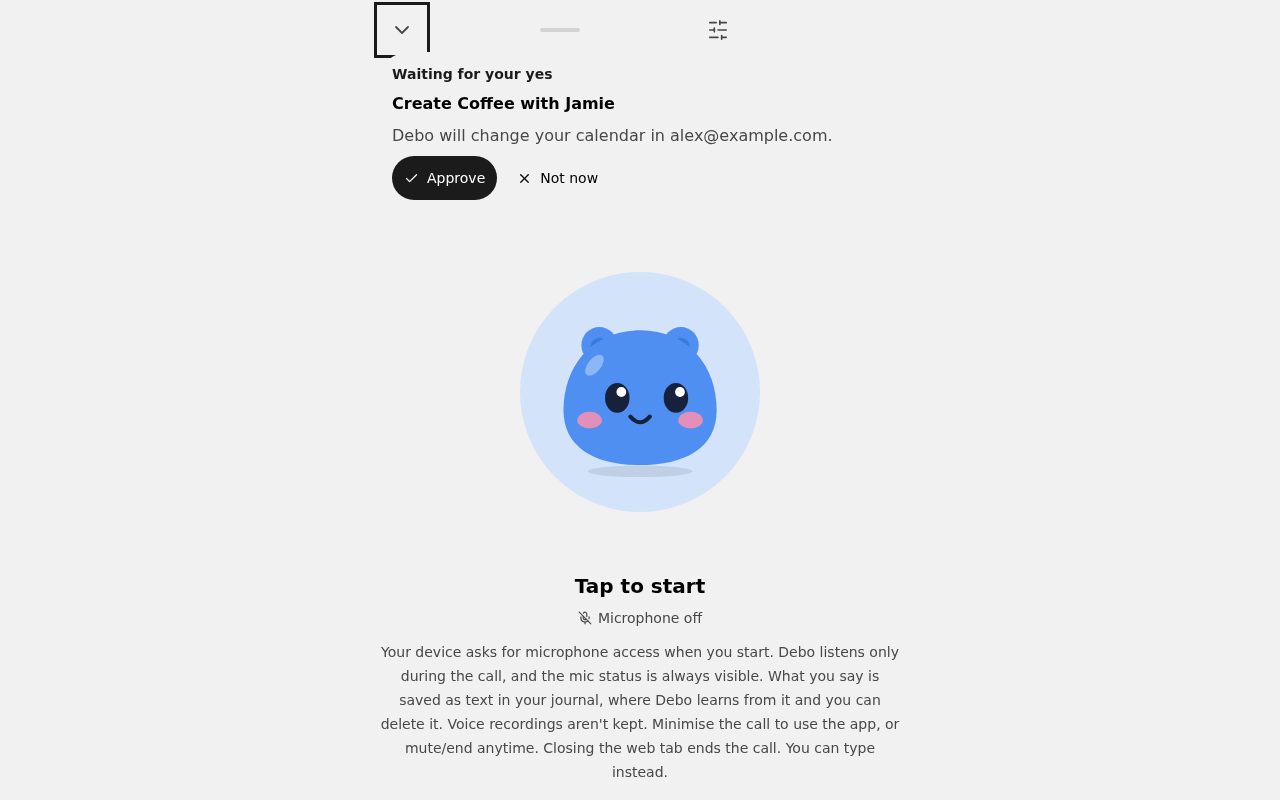 Waiting for your yes
Create Coffee with Jamie
Debo will change your calendar in alex@example.com.
Approve
Not now
Tap to start
Microphone off
Your device asks for microphone access when you start. Debo listens only
during the call, and the mic status is always visible. What you say is
saved as text in your journal, where Debo learns from it and you can
delete it. Voice recordings aren't kept. Minimise the call to use the app, or
mute/end anytime. Closing the web tab ends the call. You can type
instead.